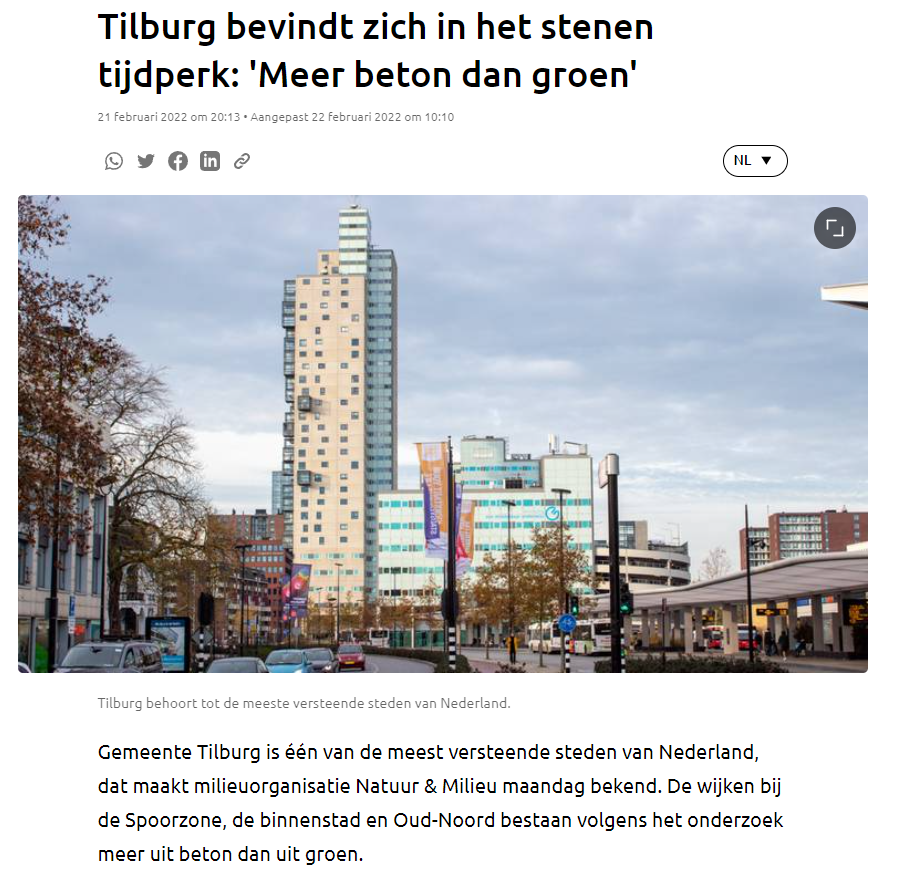 Tilburg bevindt zich in het stenen
tijdperk: 'Meer beton dan groen'
21 februari 2022 om 20:13 • Aangepast 22 februari 2022 om 10:10
NL
Tilburg behoort tot de meeste versteende steden van Nederland.
Gemeente Tilburg is één van de meest versteende steden van Nederland,
dat maakt milieuorganisatie Natuur & Milieu maandag bekend. De wijken bij
de Spoorzone, de binnenstad en Oud-Noord bestaan volgens het onderzoek
meer uit beton dan uit groen.